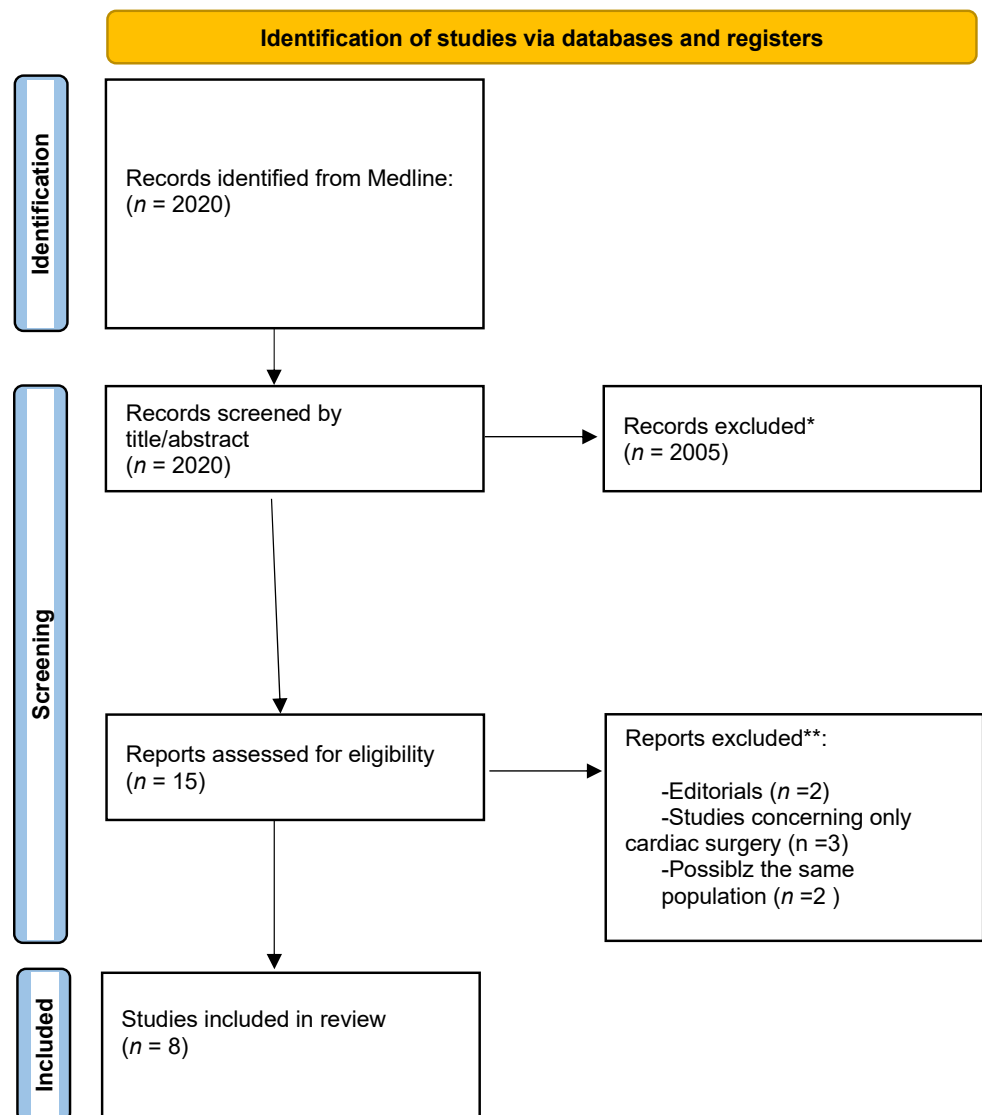 Identification of studies via databases and registers
Identification
Records identified from Medline:
(n = 2020)
Screening
Records screened by
title/abstract
(n = 2020)
Records excluded*
(n = 2005)
Reports assessed for eligibility
(n = 15)
Reports excluded**:
-Editorials (n =2)
-Studies concerning only
cardiac surgery (n =3)
-Possiblz the same
population (n =2 )
Included
Studies included in review
(n = 8)